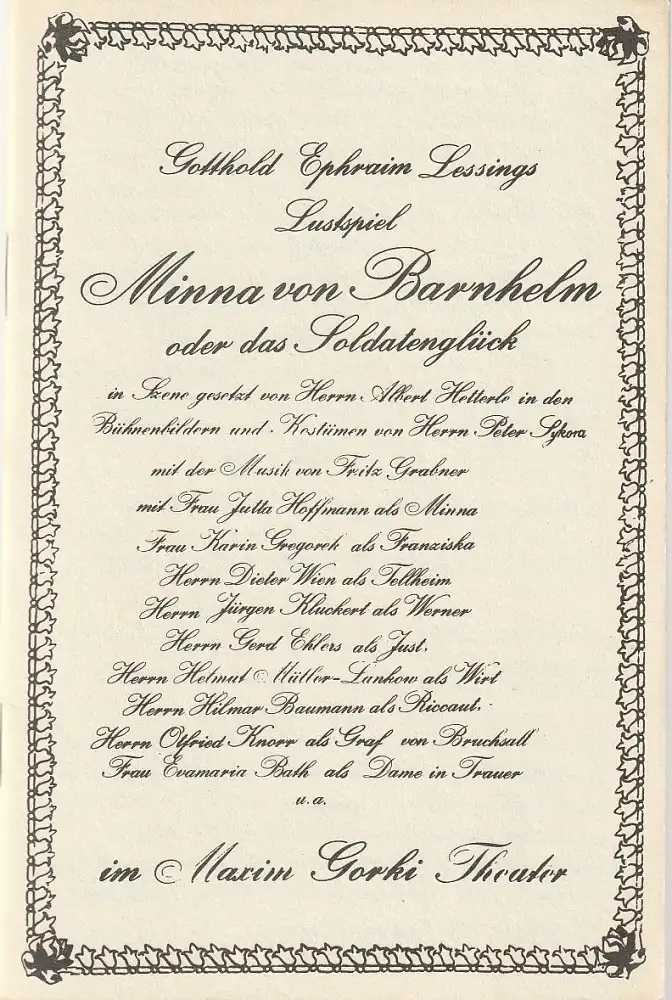 Gotthold Ephraim Lessings
Lustspiel
Minna von Barnhelm
oder das Soldatenglück
in Szene gesetzt von Herrn Albert Hetterle in den
Bühnenbildern und Kostümen von Herrn Peter Sykora
mit der Musik von Fritz Grabner
mit Frau Jutta Hoffmann als Minna
Frau Karin Gregorek als Franziska
Herrn Dieter Wien als Tellheim
Herrn Jürgen Kluckert als Werner
Herrn Gerd Ehlers als Just.
Herrn Helmut Müller-Lankow als Wirt
Herrn Hilmar Baumann als Riccaut.
Herrn Otfried Knorr als Graf von Bruchsall
Frau Evamaria Bath als Dame in Trauer
u.a.
im Maxim Gorki Theater